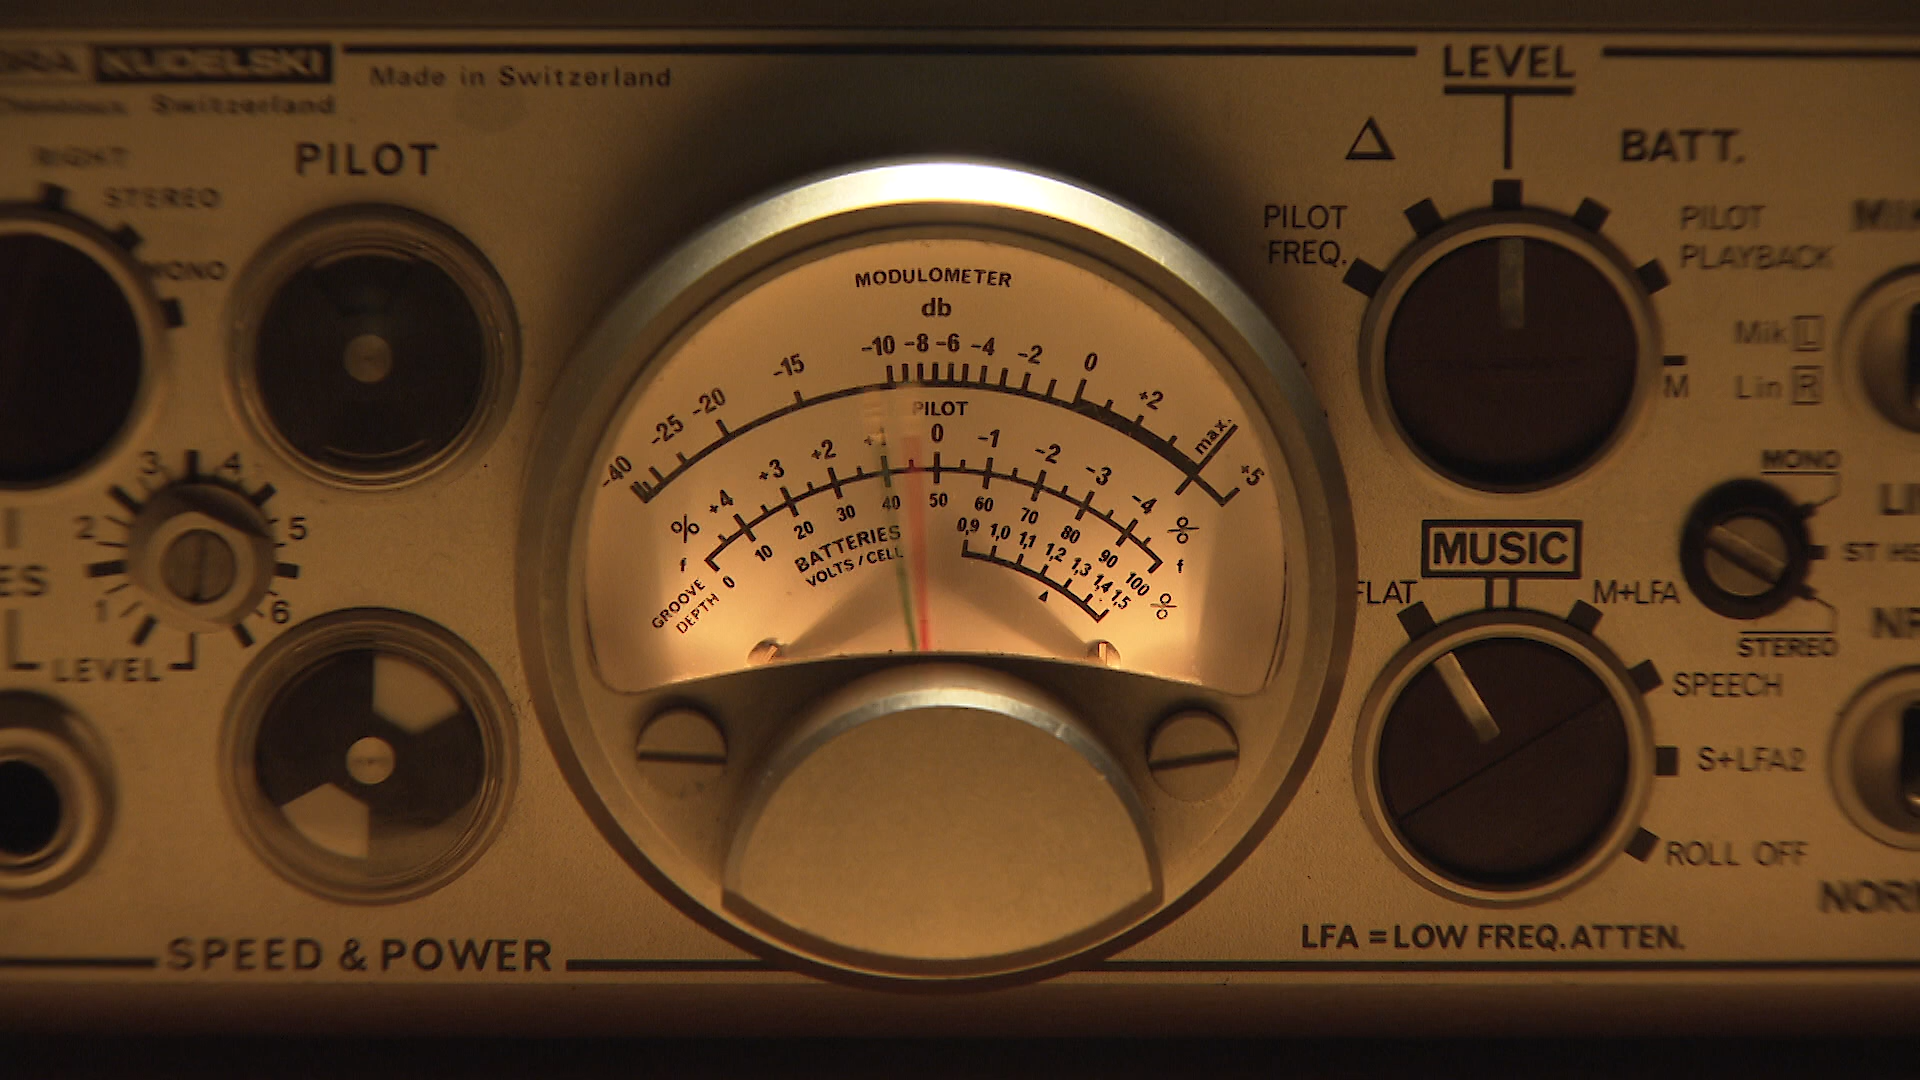 KUDELSKI
Made in Switzerland
Switzerland
RIGHT
STEREO
MONO
PILOT
3 4
2 5
1 6
LEVEL
SPEED & POWER
MODULOMETER
db
-40 -25 -20 -15 -10 -8 -6 -4 -2 0 +2 max. +5
PILOT
% +4 +3 +2 +1 0 -1 -2 -3 -4 %
f f
0 10 20 30 40 50 60 70 80 90 100 %
GROOVE
DEPTH
BATTERIES
VOLTS/CELL
0,9 1,0 1,1 1,2 1,3 1,4 1,5
LEVEL
Δ BATT.
PILOT
FREQ.
PILOT
PLAYBACK
M
Mik L
Lin R
MONO
STEREO
MUSIC
FLAT M+LFA
SPEECH
S+LFA2
ROLL OFF
LFA = LOW FREQ. ATTEN.